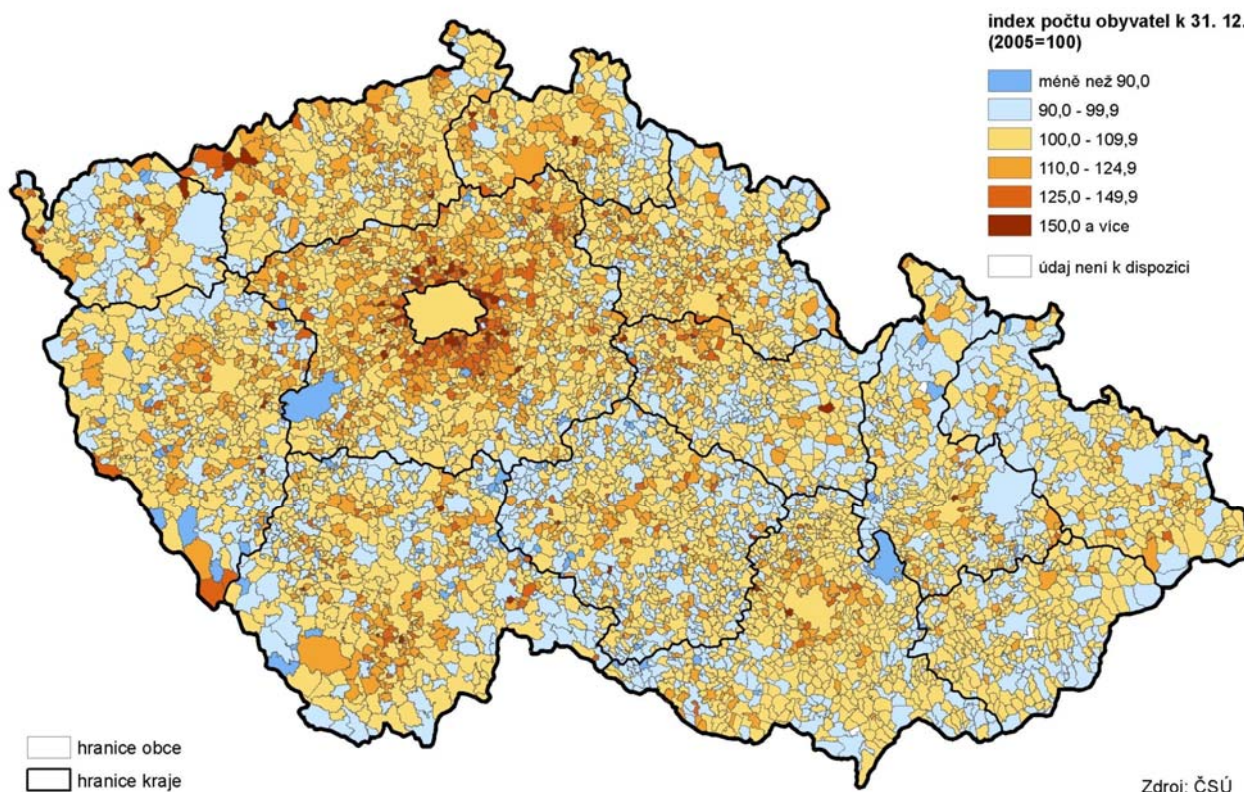 index počtu obyvatel k 31. 12.
(2005=100)
méně než 90,0
90,0 - 99,9
100,0 - 109,9
110,0 - 124,9
125,0 - 149,9
150,0 a více
údaj není k dispozici
hranice obce
hranice kraje
Zdroj: ČSÚ